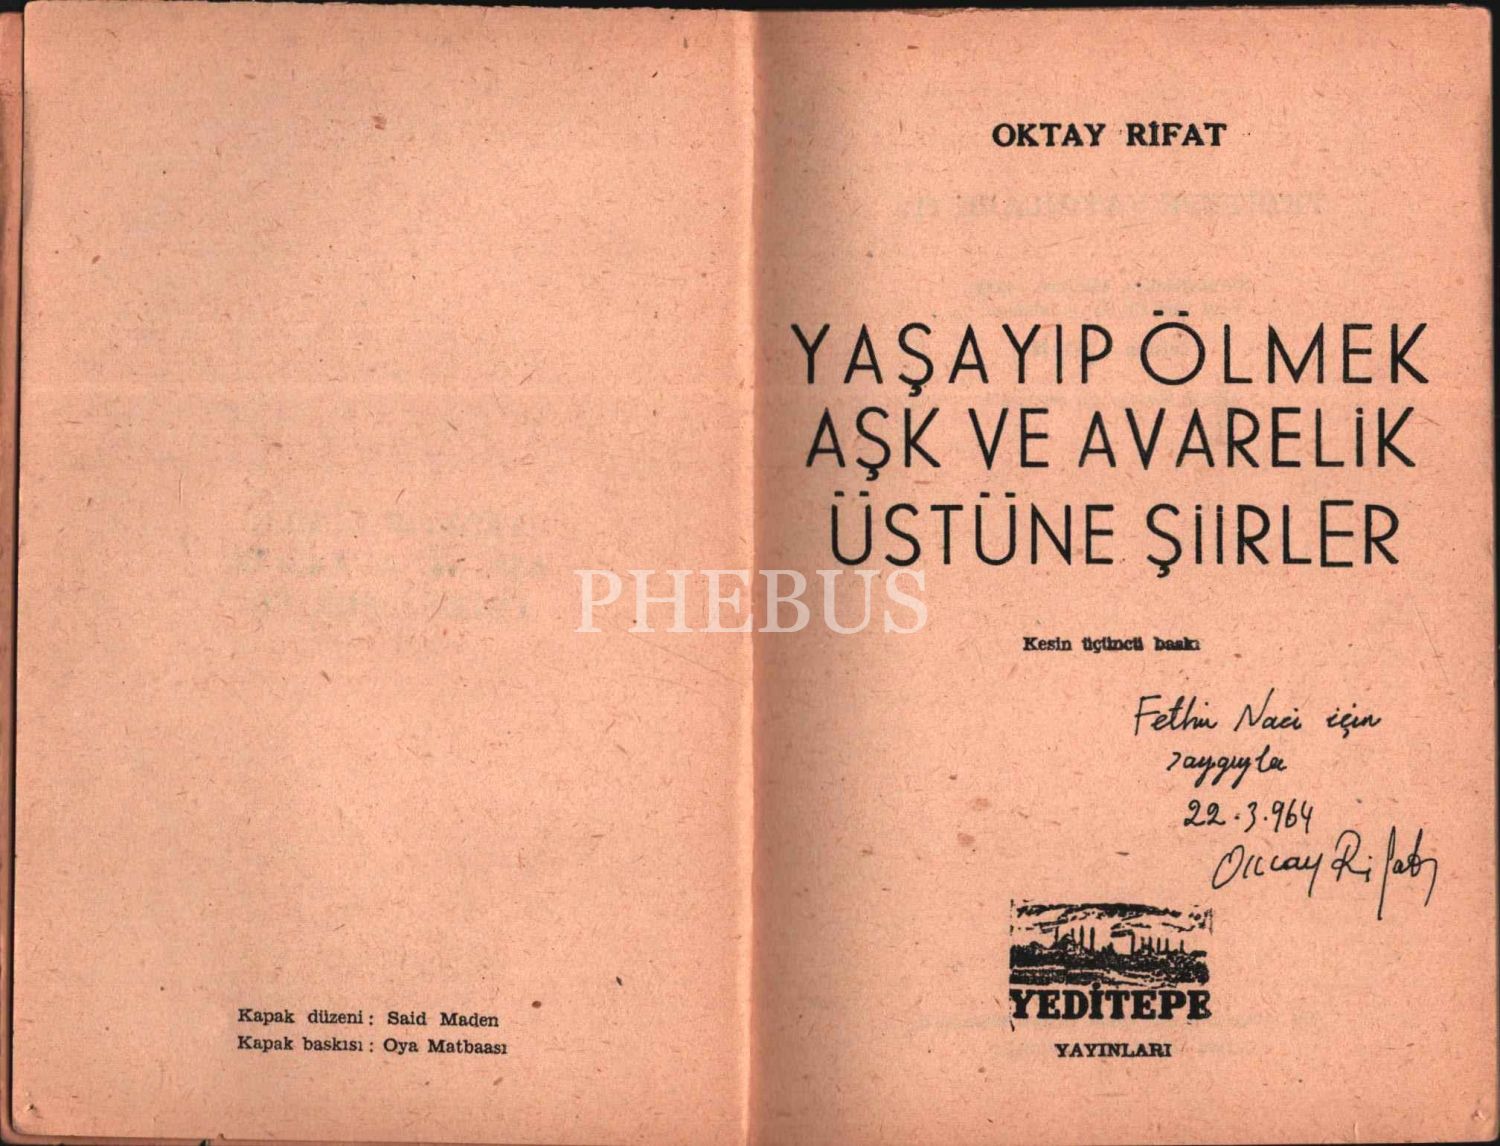 Kapak düzeni : Said Maden
Kapak baskısı : Oya Matbaası
OKTAY RİFAT
YAŞAYIP ÖLMEK
AŞK VE AVARELİK
ÜSTÜNE ŞİİRLER
PHEBUS
Kesin üçüncü baskı
Fethi Naci için
saygıyla
22.3.964
Oktay Rifat
YEDİTEPE
YAYINLARI